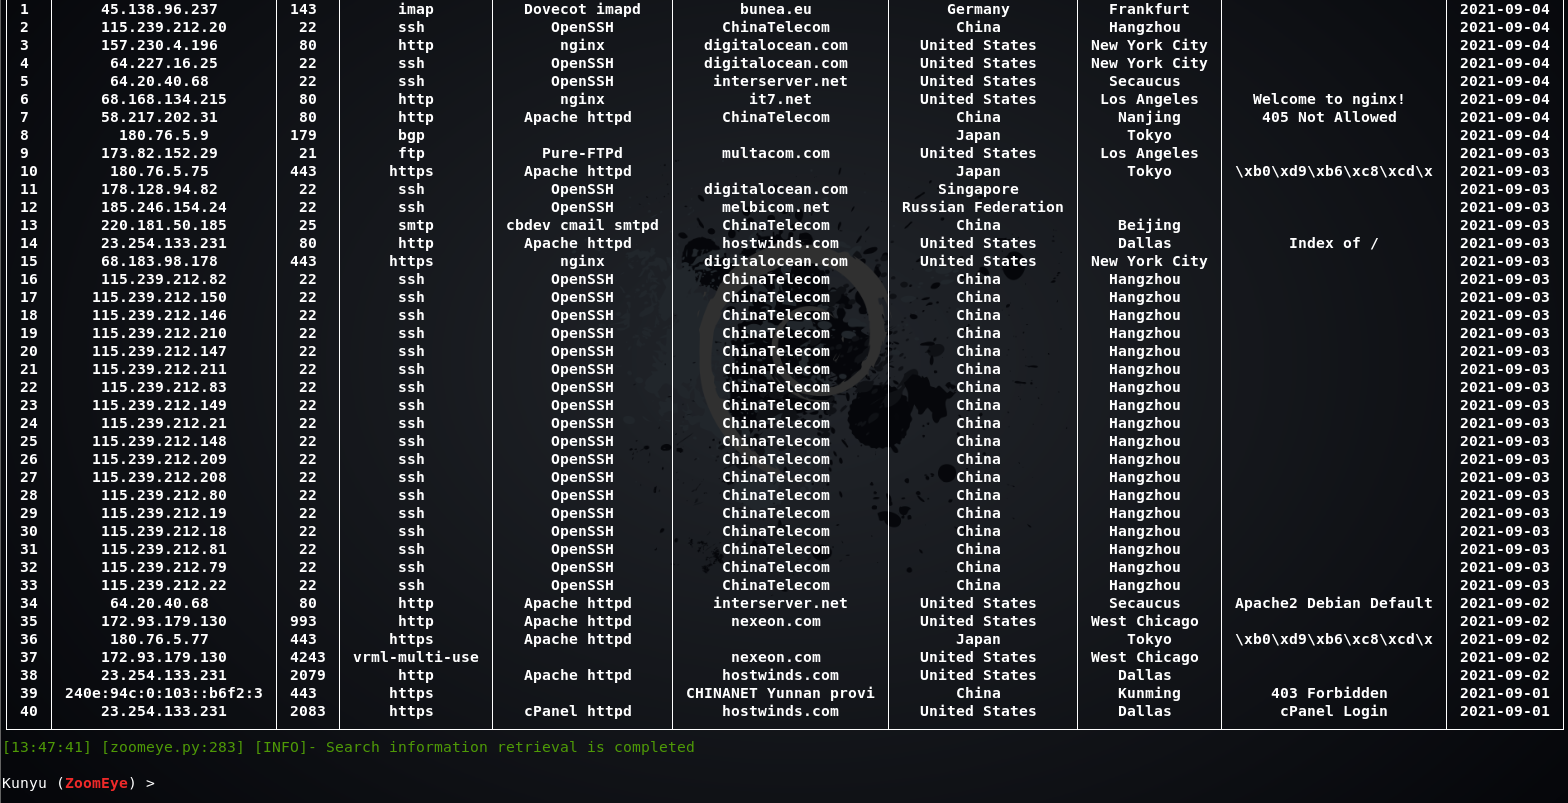 1 45.138.96.237 143 imap Dovecot imapd bunea.eu Germany Frankfurt 2021-09-04
2 115.239.212.20 22 ssh OpenSSH ChinaTelecom China Hangzhou 2021-09-04
3 157.230.4.196 80 http nginx digitalocean.com United States New York City 2021-09-04
4 64.227.16.25 22 ssh OpenSSH digitalocean.com United States New York City 2021-09-04
5 64.20.40.68 22 ssh OpenSSH interserver.net United States Secaucus 2021-09-04
6 68.168.134.215 80 http nginx it7.net United States Los Angeles Welcome to nginx! 2021-09-04
7 58.217.202.31 80 http Apache httpd ChinaTelecom China Nanjing 405 Not Allowed 2021-09-04
8 180.76.5.9 179 bgp Japan Tokyo 2021-09-04
9 173.82.152.29 21 ftp Pure-FTPd multacom.com United States Los Angeles 2021-09-03
10 180.76.5.75 443 https Apache httpd Japan Tokyo \xb0\xd9\xb6\xc8\xcd\x 2021-09-03
11 178.128.94.82 22 ssh OpenSSH digitalocean.com Singapore 2021-09-03
12 185.246.154.24 22 ssh OpenSSH melbicom.net Russian Federation 2021-09-03
13 220.181.50.185 25 smtp cbdev cmail smtpd ChinaTelecom China Beijing 2021-09-03
14 23.254.133.231 80 http Apache httpd hostwinds.com United States Dallas Index of / 2021-09-03
15 68.183.98.178 443 https nginx digitalocean.com United States New York City 2021-09-03
16 115.239.212.82 22 ssh OpenSSH ChinaTelecom China Hangzhou 2021-09-03
17 115.239.212.150 22 ssh OpenSSH ChinaTelecom China Hangzhou 2021-09-03
18 115.239.212.146 22 ssh OpenSSH ChinaTelecom China Hangzhou 2021-09-03
19 115.239.212.210 22 ssh OpenSSH ChinaTelecom China Hangzhou 2021-09-03
20 115.239.212.147 22 ssh OpenSSH ChinaTelecom China Hangzhou 2021-09-03
21 115.239.212.211 22 ssh OpenSSH ChinaTelecom China Hangzhou 2021-09-03
22 115.239.212.83 22 ssh OpenSSH ChinaTelecom China Hangzhou 2021-09-03
23 115.239.212.149 22 ssh OpenSSH ChinaTelecom China Hangzhou 2021-09-03
24 115.239.212.21 22 ssh OpenSSH ChinaTelecom China Hangzhou 2021-09-03
25 115.239.212.148 22 ssh OpenSSH ChinaTelecom China Hangzhou 2021-09-03
26 115.239.212.209 22 ssh OpenSSH ChinaTelecom China Hangzhou 2021-09-03
27 115.239.212.208 22 ssh OpenSSH ChinaTelecom China Hangzhou 2021-09-03
28 115.239.212.80 22 ssh OpenSSH ChinaTelecom China Hangzhou 2021-09-03
29 115.239.212.19 22 ssh OpenSSH ChinaTelecom China Hangzhou 2021-09-03
30 115.239.212.18 22 ssh OpenSSH ChinaTelecom China Hangzhou 2021-09-03
31 115.239.212.81 22 ssh OpenSSH ChinaTelecom China Hangzhou 2021-09-03
32 115.239.212.79 22 ssh OpenSSH ChinaTelecom China Hangzhou 2021-09-03
33 115.239.212.22 22 ssh OpenSSH ChinaTelecom China Hangzhou 2021-09-03
34 64.20.40.68 80 http Apache httpd interserver.net United States Secaucus Apache2 Debian Default 2021-09-02
35 172.93.179.130 993 http Apache httpd nexeon.com United States West Chicago 2021-09-02
36 180.76.5.77 443 https Apache httpd Japan Tokyo \xb0\xd9\xb6\xc8\xcd\x 2021-09-02
37 172.93.179.130 4243 vrml-multi-use nexeon.com United States West Chicago 2021-09-02
38 23.254.133.231 2079 http Apache httpd hostwinds.com United States Dallas 2021-09-02
39 240e:94c:0:103::b6f2:3 443 https CHINANET Yunnan provi China Kunming 403 Forbidden 2021-09-01
40 23.254.133.231 2083 https cPanel httpd hostwinds.com United States Dallas cPanel Login 2021-09-01
[13:47:41] [zoomeye.py:283] [INFO]- Search information retrieval is completed
Kunyu (ZoomEye) >